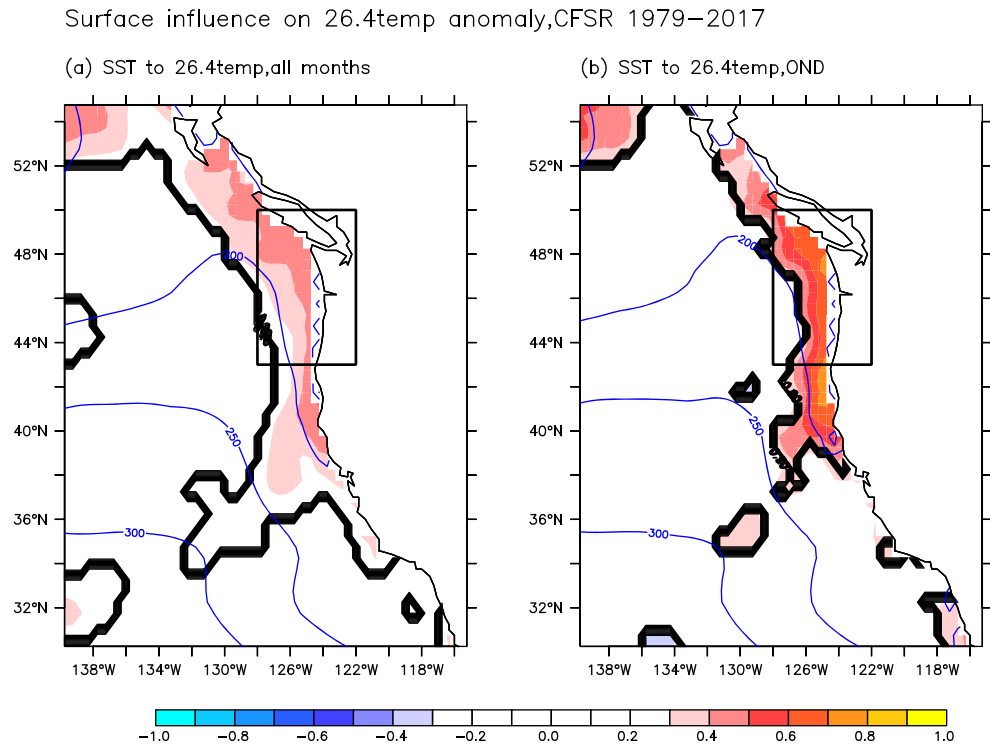 Surface influence on 26.4temp anomaly,CFSR 1979−2017
(a) SST to 26.4temp,all months
(b) SST to 26.4temp,OND
52°N
48°N
44°N
40°N
36°N
32°N
138°W 134°W 130°W 126°W 122°W 118°W
200
250
300
52°N
48°N
44°N
40°N
36°N
32°N
138°W 134°W 130°W 126°W 122°W 118°W
200
250
300
−1.0 −0.8 −0.6 −0.4 −0.2 0.0 0.2 0.4 0.6 0.8 1.0